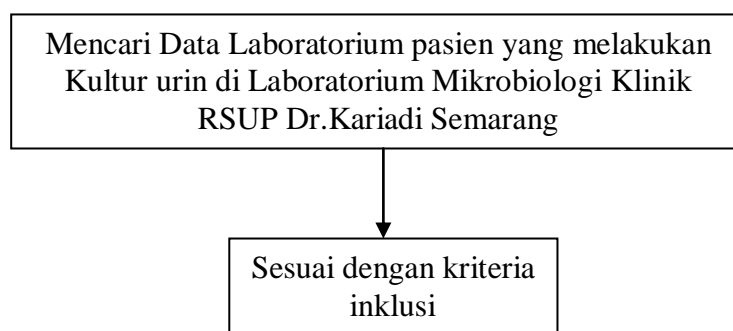 Mencari Data Laboratorium pasien yang melakukan
Kultur urin di Laboratorium Mikrobiologi Klinik
RSUP Dr.Kariadi Semarang
Sesuai dengan kriteria
inklusi